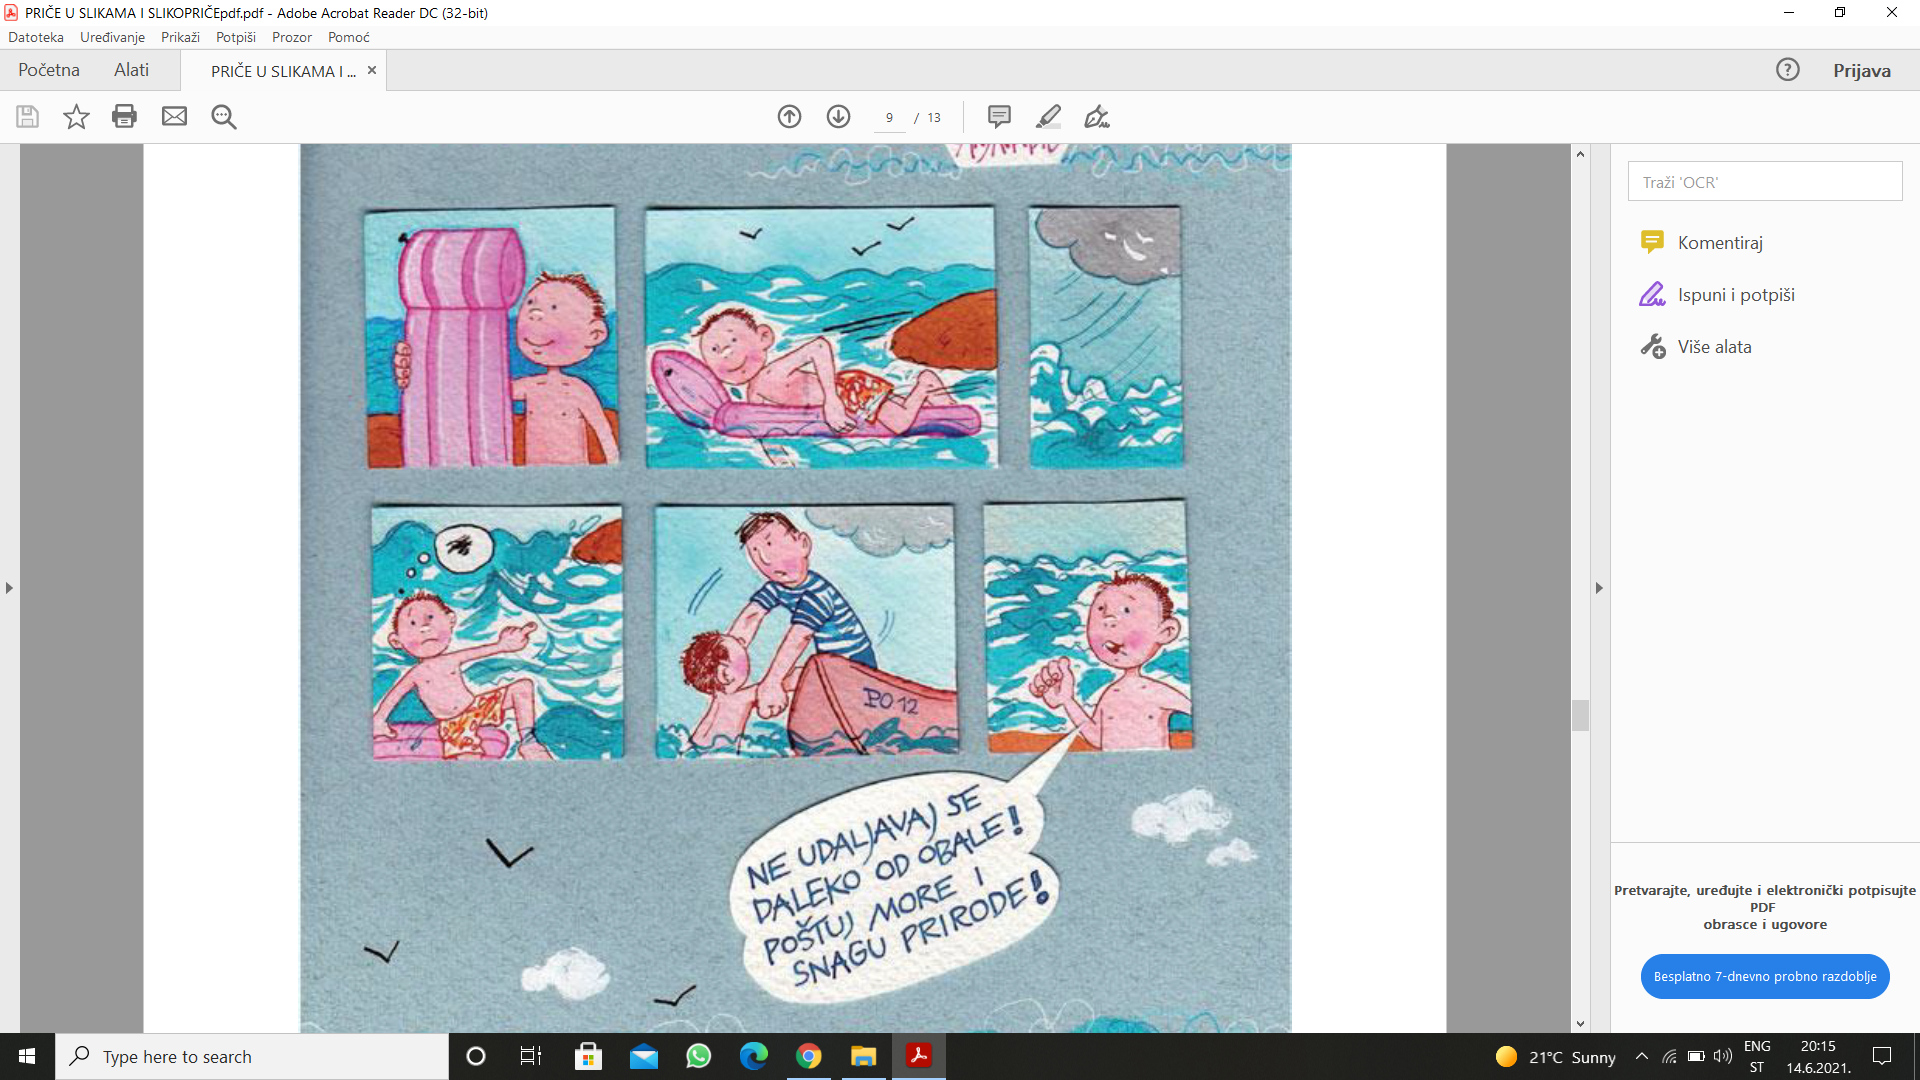 PRIČE U SLIKAMA I SLIKOPRIČEpdf.pdf - Adobe Acrobat Reader DC (32-bit)
Datoteka Uređivanje Prikaži Potpiši Prozor Pomoć
Početna Alati PRIČE U SLIKAMA I ... Prijava
9 / 13
Traži 'OCR'
Komentiraj
Ispuni i potpiši
Više alata
PO 12
NE UDALJAVAJ SE
DALEKO OD OBALE!
POŠTUJ MORE I
SNAGU PRIRODE!
Pretvarajte, uređujte i elektronički potpisujte
PDF
obrasce i ugovore
Besplatno 7-dnevno probno razdoblje
Type here to search
21°C Sunny
ENG
ST
20:15
14.6.2021.